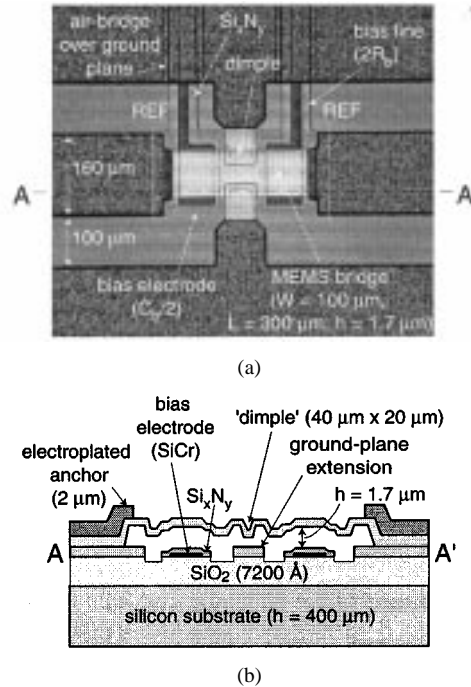 air-bridge
over ground
plane
SixNy
dimple
bias line
(2Rb)
REF
REF
160 µm
A
A
100 µm
bias electrode
MEMS bridge
(W = 100 µm,
L = 300 µm; h = 1.7 µm)
(a)
bias
electrode
(SiCr)
'dimple' (40 µm x 20 µm)
ground-plane
extension
electroplated
anchor
(2 µm)
SixNy
h = 1.7 µm
A
A'
SiO2 (7200 Å)
silicon substrate (h = 400 µm)
(b)